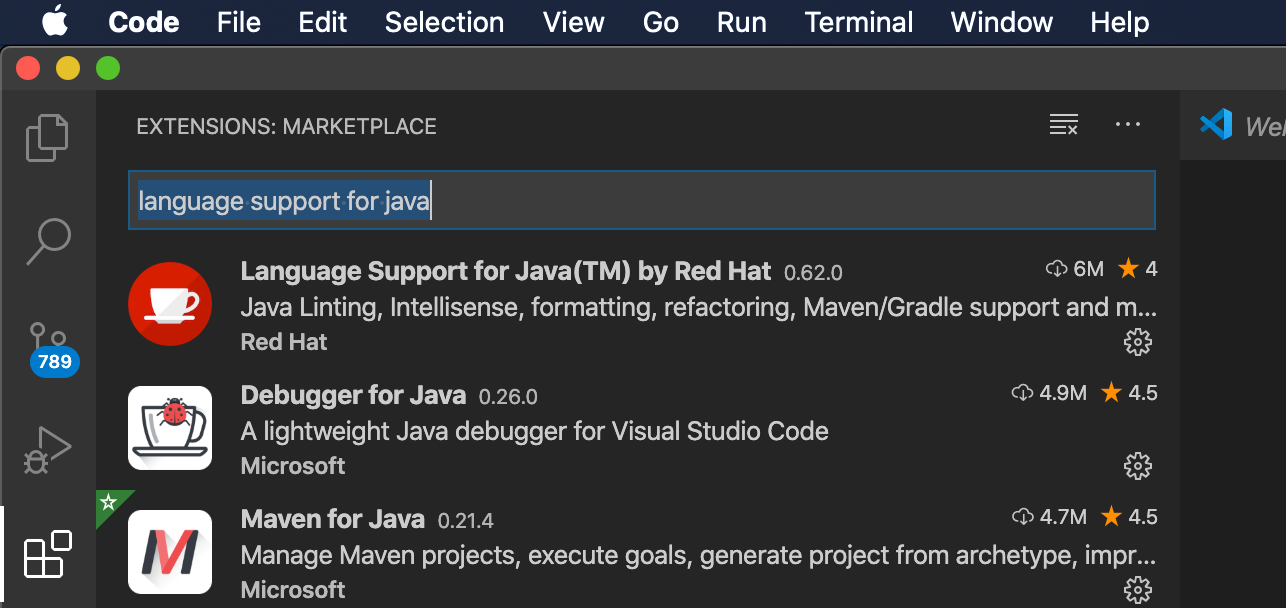 Code File Edit Selection View Go Run Terminal Window Help
EXTENSIONS: MARKETPLACE
language support for java
Language Support for Java(TM) by Red Hat 0.62.0 6M 4
Java Linting, Intellisense, formatting, refactoring, Maven/Gradle support and m...
Red Hat
789
Debugger for Java 0.26.0 4.9M 4.5
A lightweight Java debugger for Visual Studio Code
Microsoft
Maven for Java 0.21.4 4.7M 4.5
Manage Maven projects, execute goals, generate project from archetype, impr...
Microsoft